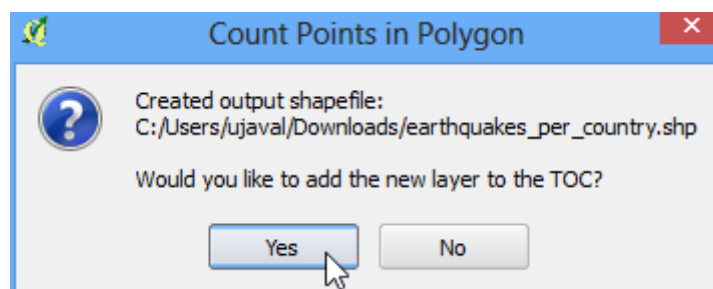 Count Points in Polygon
Created output shapefile:
C:/Users/ujaval/Downloads/earthquakes_per_country.shp
Would you like to add the new layer to the TOC?
Yes
No